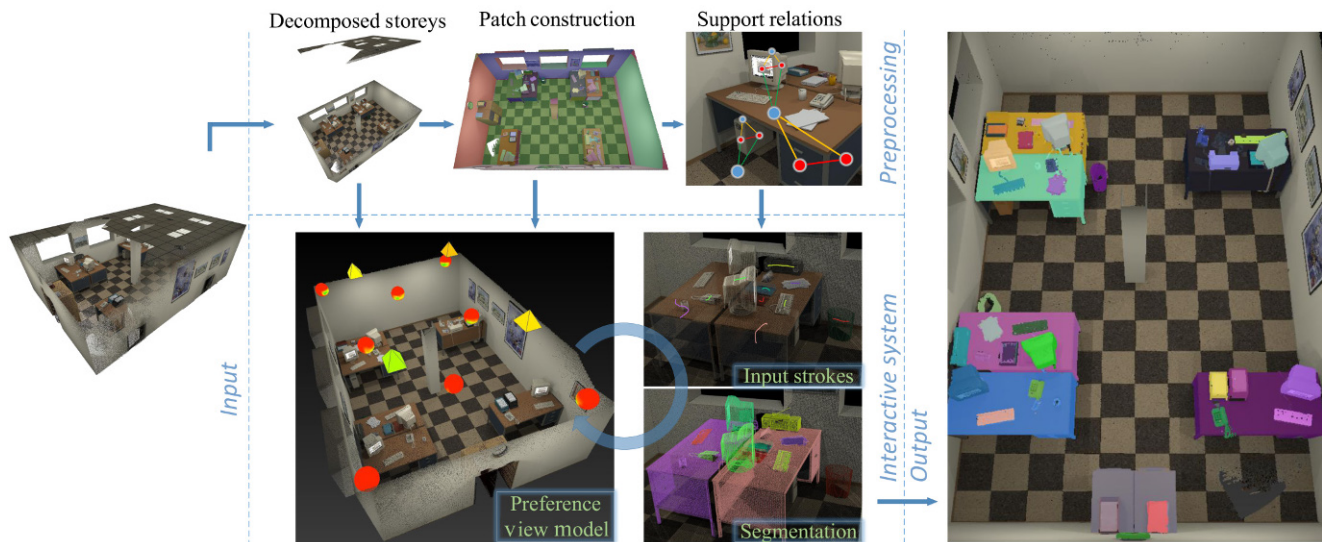 Decomposed storeys
Patch construction
Support relations
Preprocessing
Input
Preference
view model
Input strokes
Segmentation
Interactive system
Output